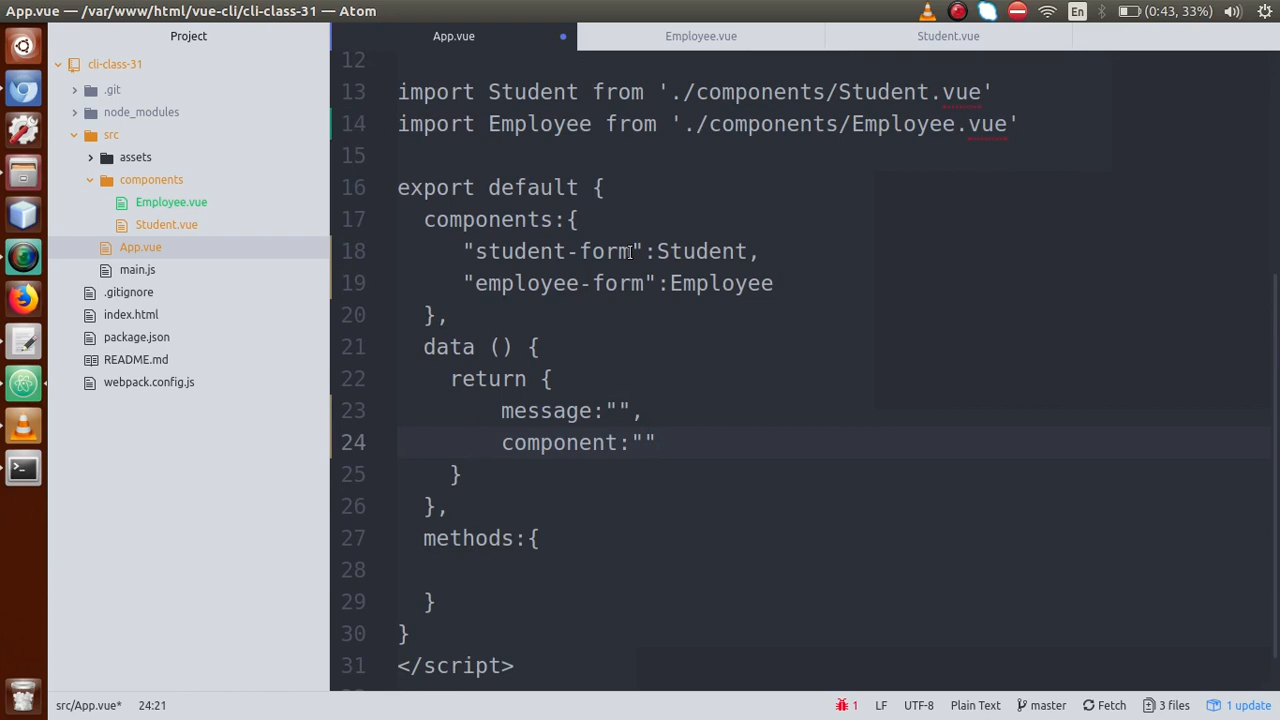 App.vue — /var/www/html/vue-cli/cli-class-31 — Atom
En
(0:43, 33%)
Project
App.vue
Employee.vue
Student.vue
cli-class-31
.git
node_modules
src
assets
components
Employee.vue
Student.vue
App.vue
main.js
.gitignore
index.html
package.json
README.md
webpack.config.js
12
13 import Student from './components/Student.vue'
14 import Employee from './components/Employee.vue'
15
16 export default {
17 components:{
18 "student-form":Student,
19 "employee-form":Employee
20 },
21 data () {
22 return {
23 message:"",
24 component:""
25 }
26 },
27 methods:{
28
29 }
30 }
31 </script>
src/App.vue* 24:21
1 LF UTF-8 Plain Text master Fetch 3 files 1 update